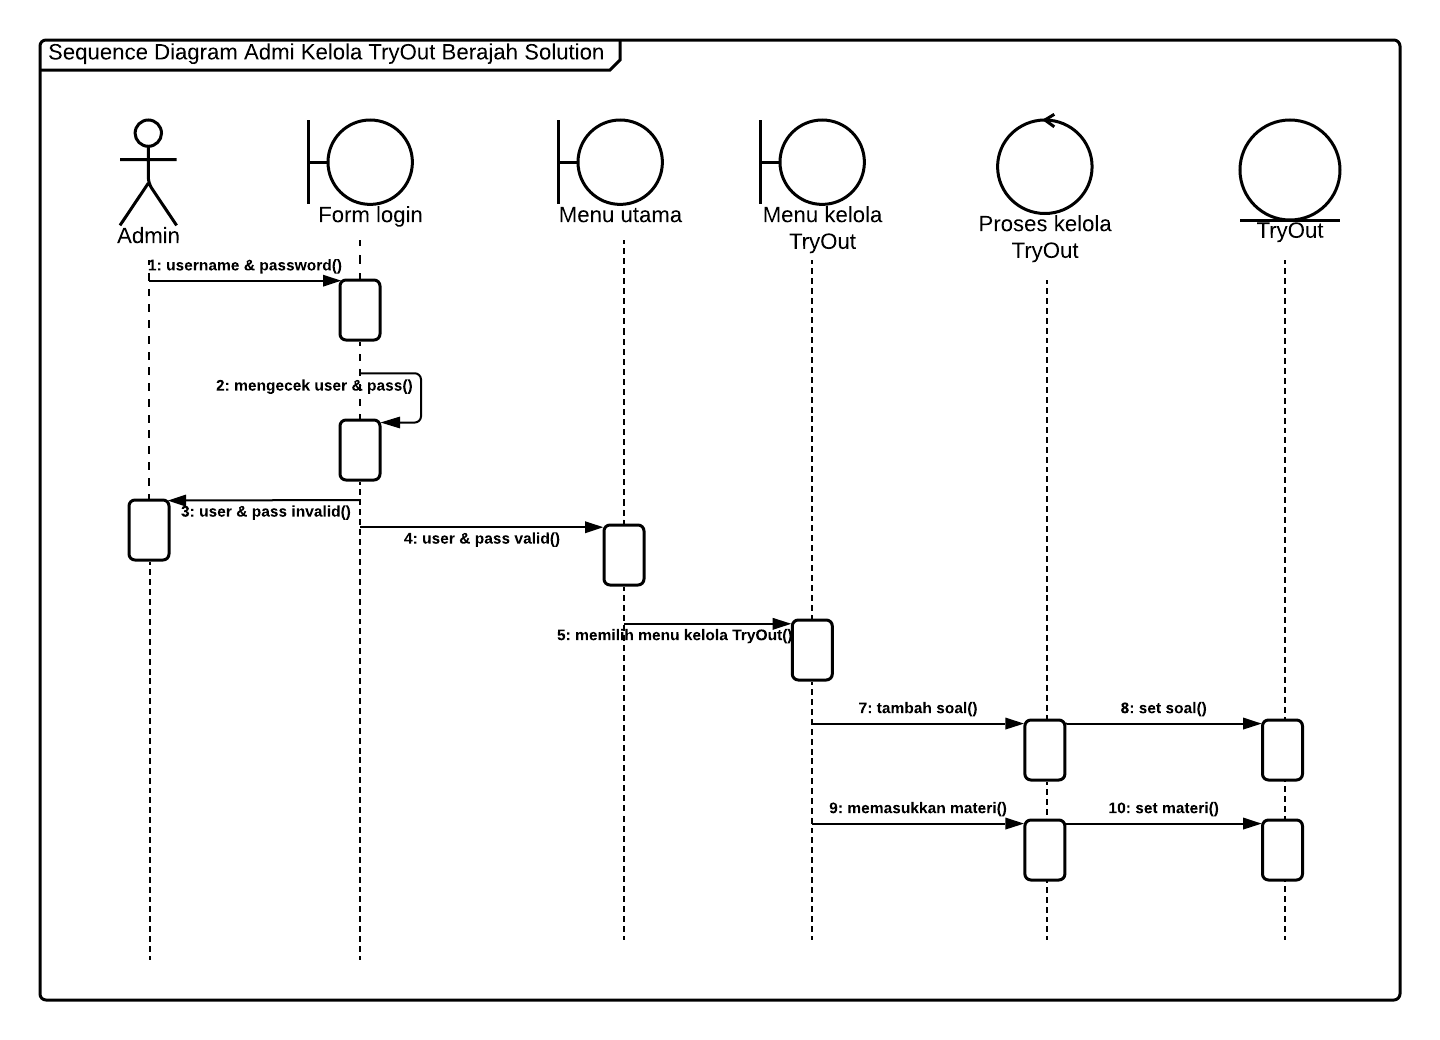 Sequence Diagram Admi Kelola TryOut Berajah Solution
Admin
Form login
Menu utama
Menu kelola
TryOut
Proses kelola
TryOut
TryOut
1: username & password()
2: mengecek user & pass()
3: user & pass invalid()
4: user & pass valid()
5: memilih menu kelola TryOut()
7: tambah soal()
8: set soal()
9: memasukkan materi()
10: set materi()